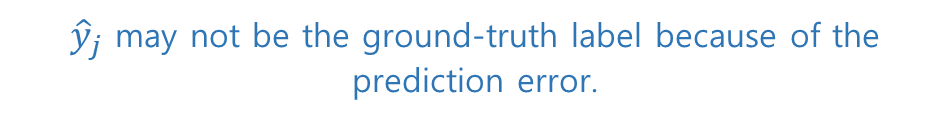 ŷⱼ may not be the ground-truth label because of the
prediction error.